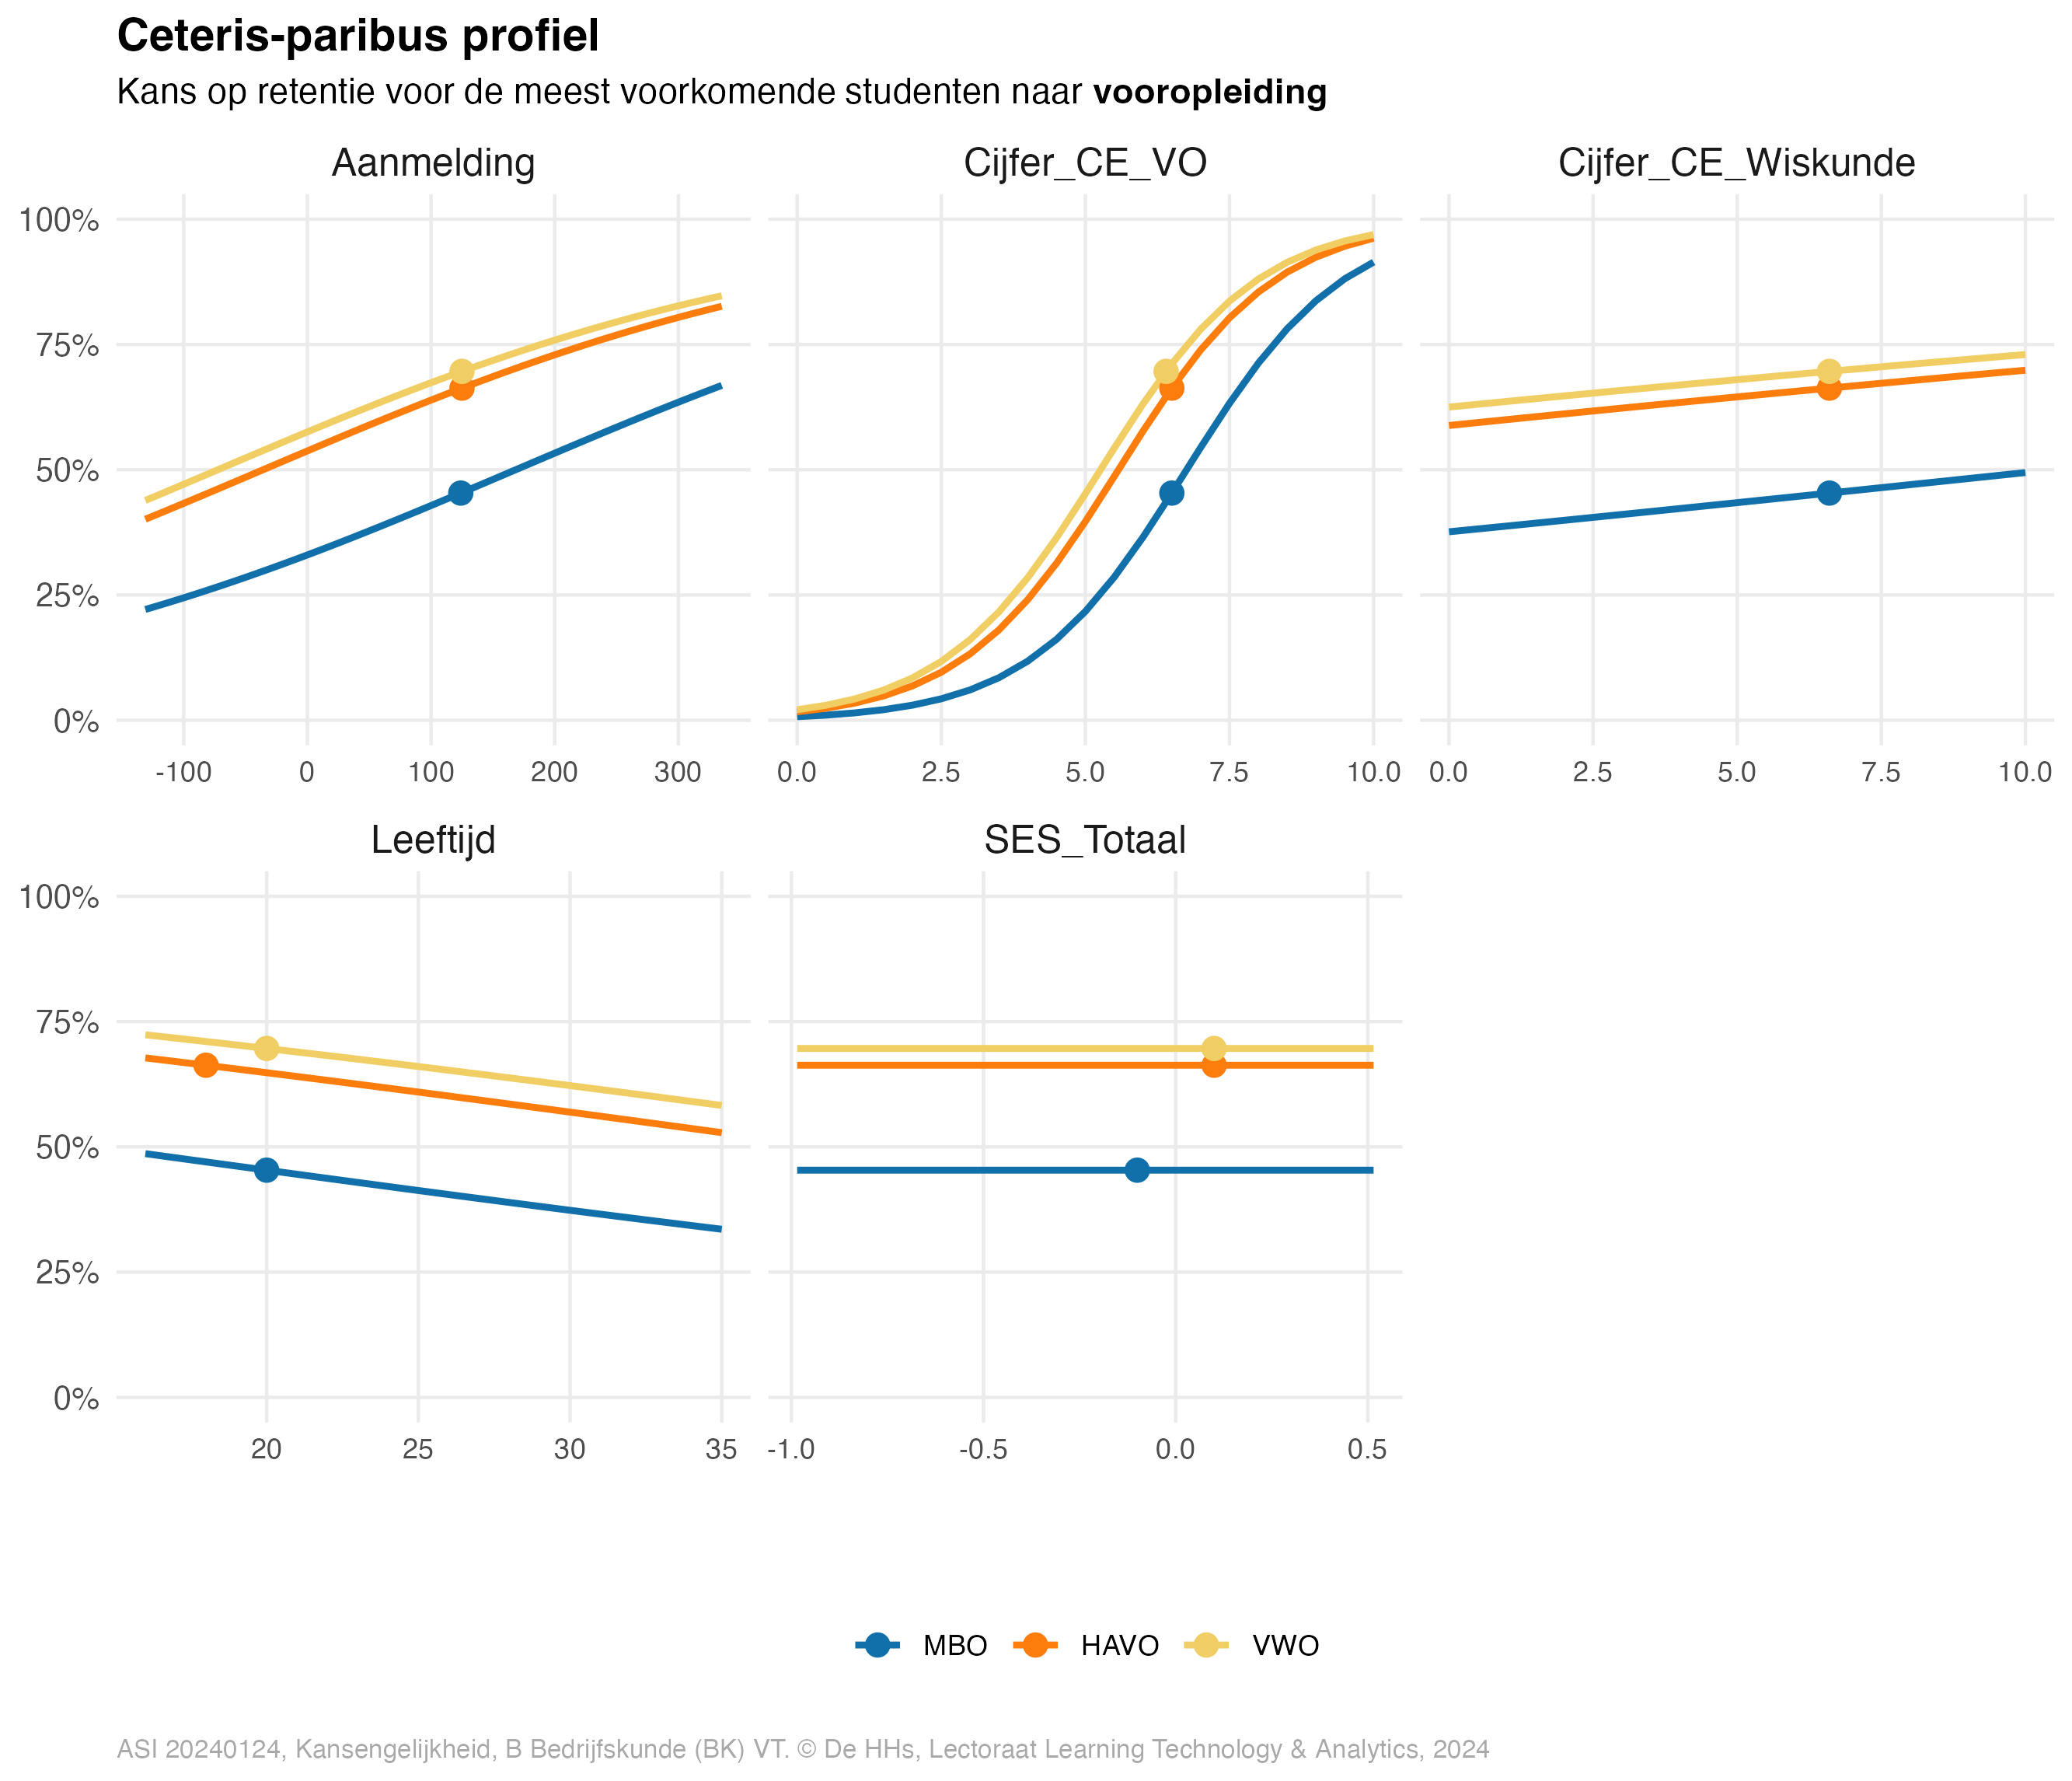 Ceteris-paribus profiel
Kans op retentie voor de meest voorkomende studenten naar vooropleiding
Aanmelding
Cijfer_CE_VO
Cijfer_CE_Wiskunde
100%
75%
50%
25%
0%
-100 0 100 200 300
0.0 2.5 5.0 7.5 10.0
0.0 2.5 5.0 7.5 10.0
Leeftijd
SES_Totaal
100%
75%
50%
25%
0%
20 25 30 35
-1.0 -0.5 0.0 0.5
MBO HAVO VWO
ASI 20240124, Kansengelijkheid, B Bedrijfskunde (BK) VT. © De HHs, Lectoraat Learning Technology & Analytics, 2024